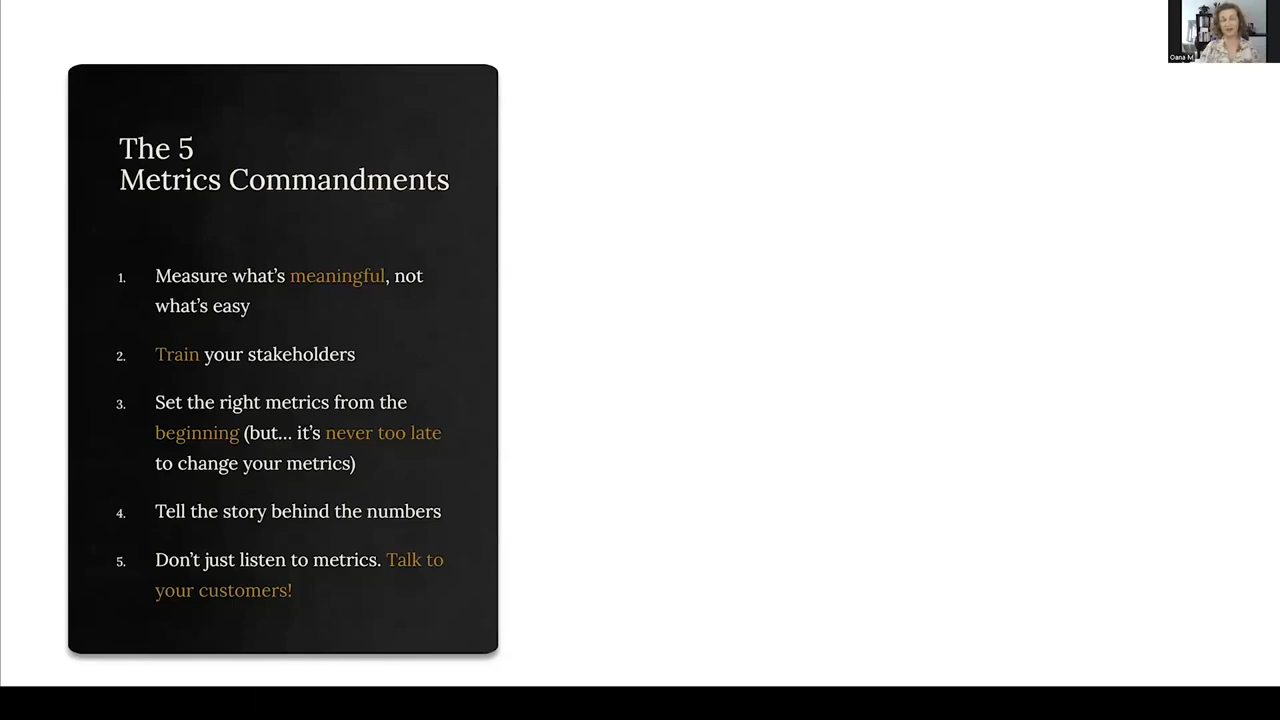 Oana M
The 5
Metrics Commandments
1. Measure what's meaningful, not
what's easy
2. Train your stakeholders
3. Set the right metrics from the
beginning (but... it's never too late
to change your metrics)
4. Tell the story behind the numbers
5. Don't just listen to metrics. Talk to
your customers!